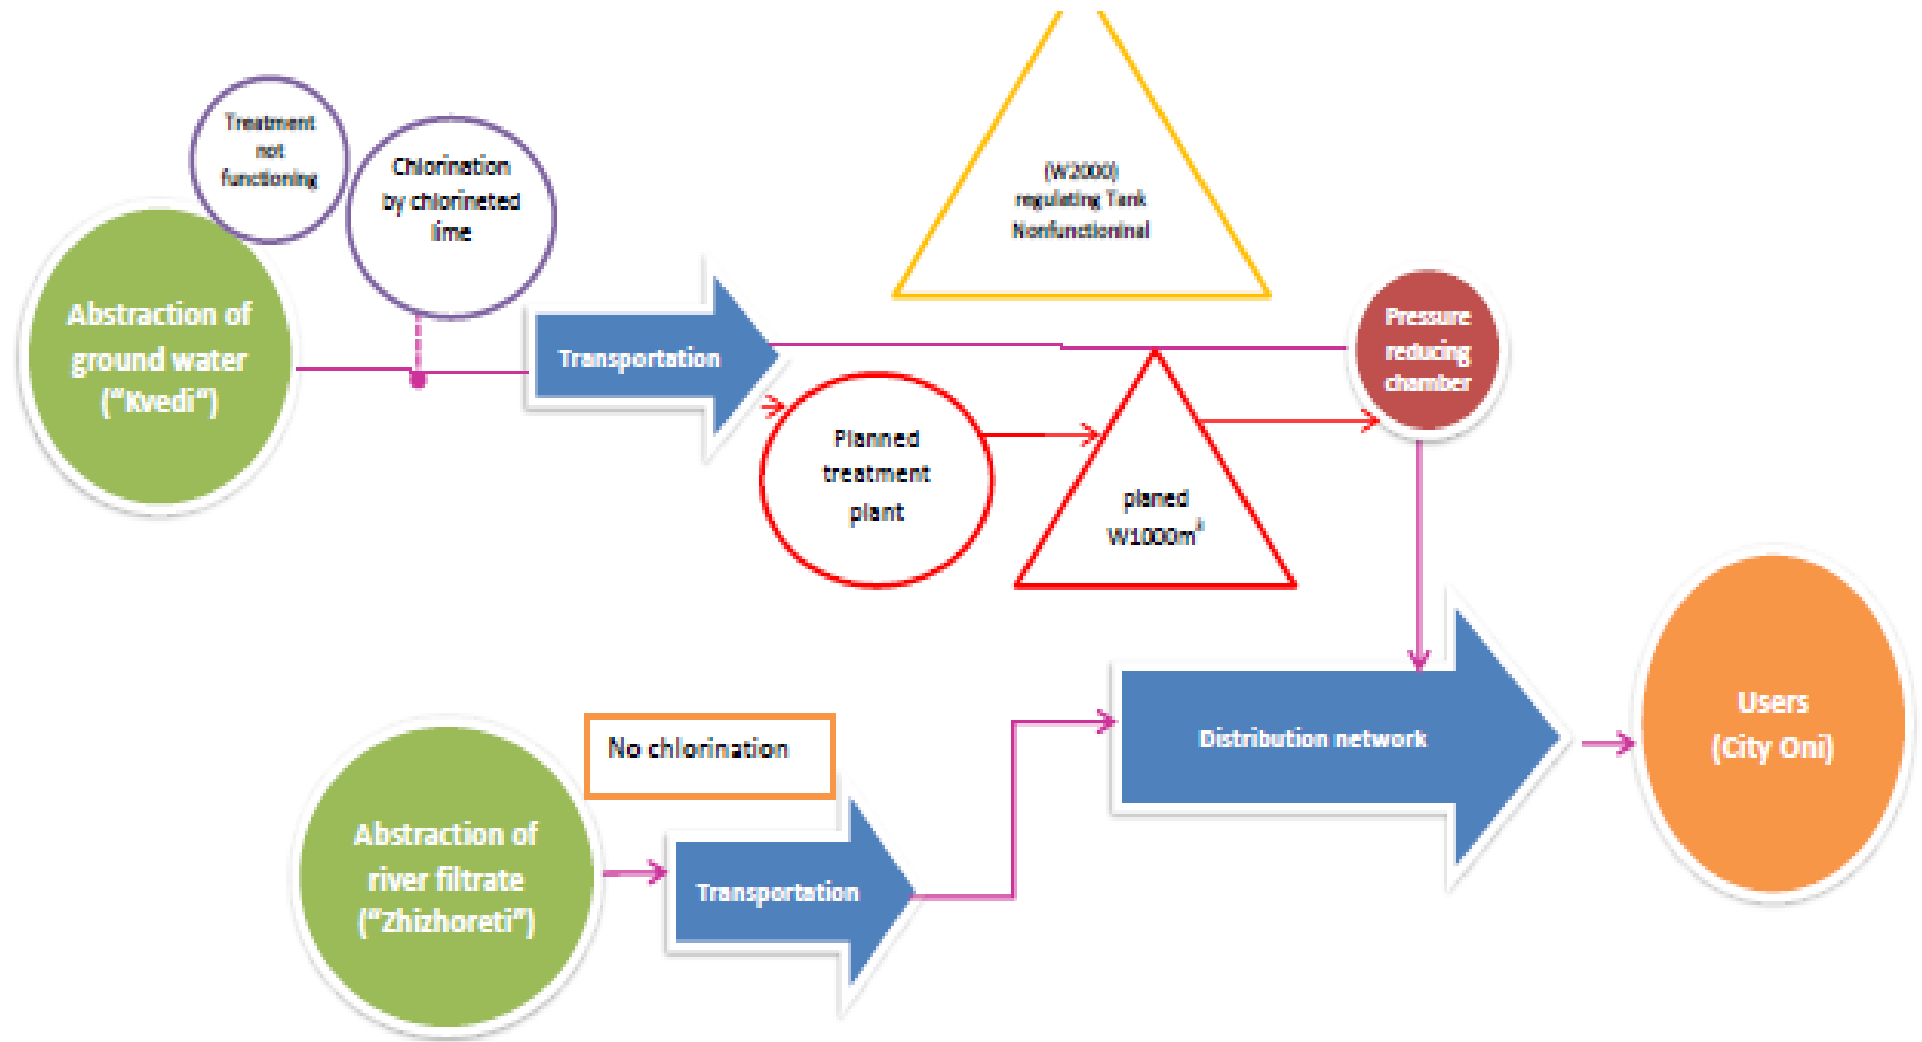 Treatment
not
functioning
Chlorination
by chlorineted
lime
(W2000)
regulating Tank
Nonfunctioninal
Abstraction of
ground water
("Kvedi")
Transportation
Pressure
reducing
chamber
Planned
treatment
plant
planed
W1000m³
No chlorination
Abstraction of
river filtrate
("Zhizhoreti")
Transportation
Distribution network
Users
(City Oni)